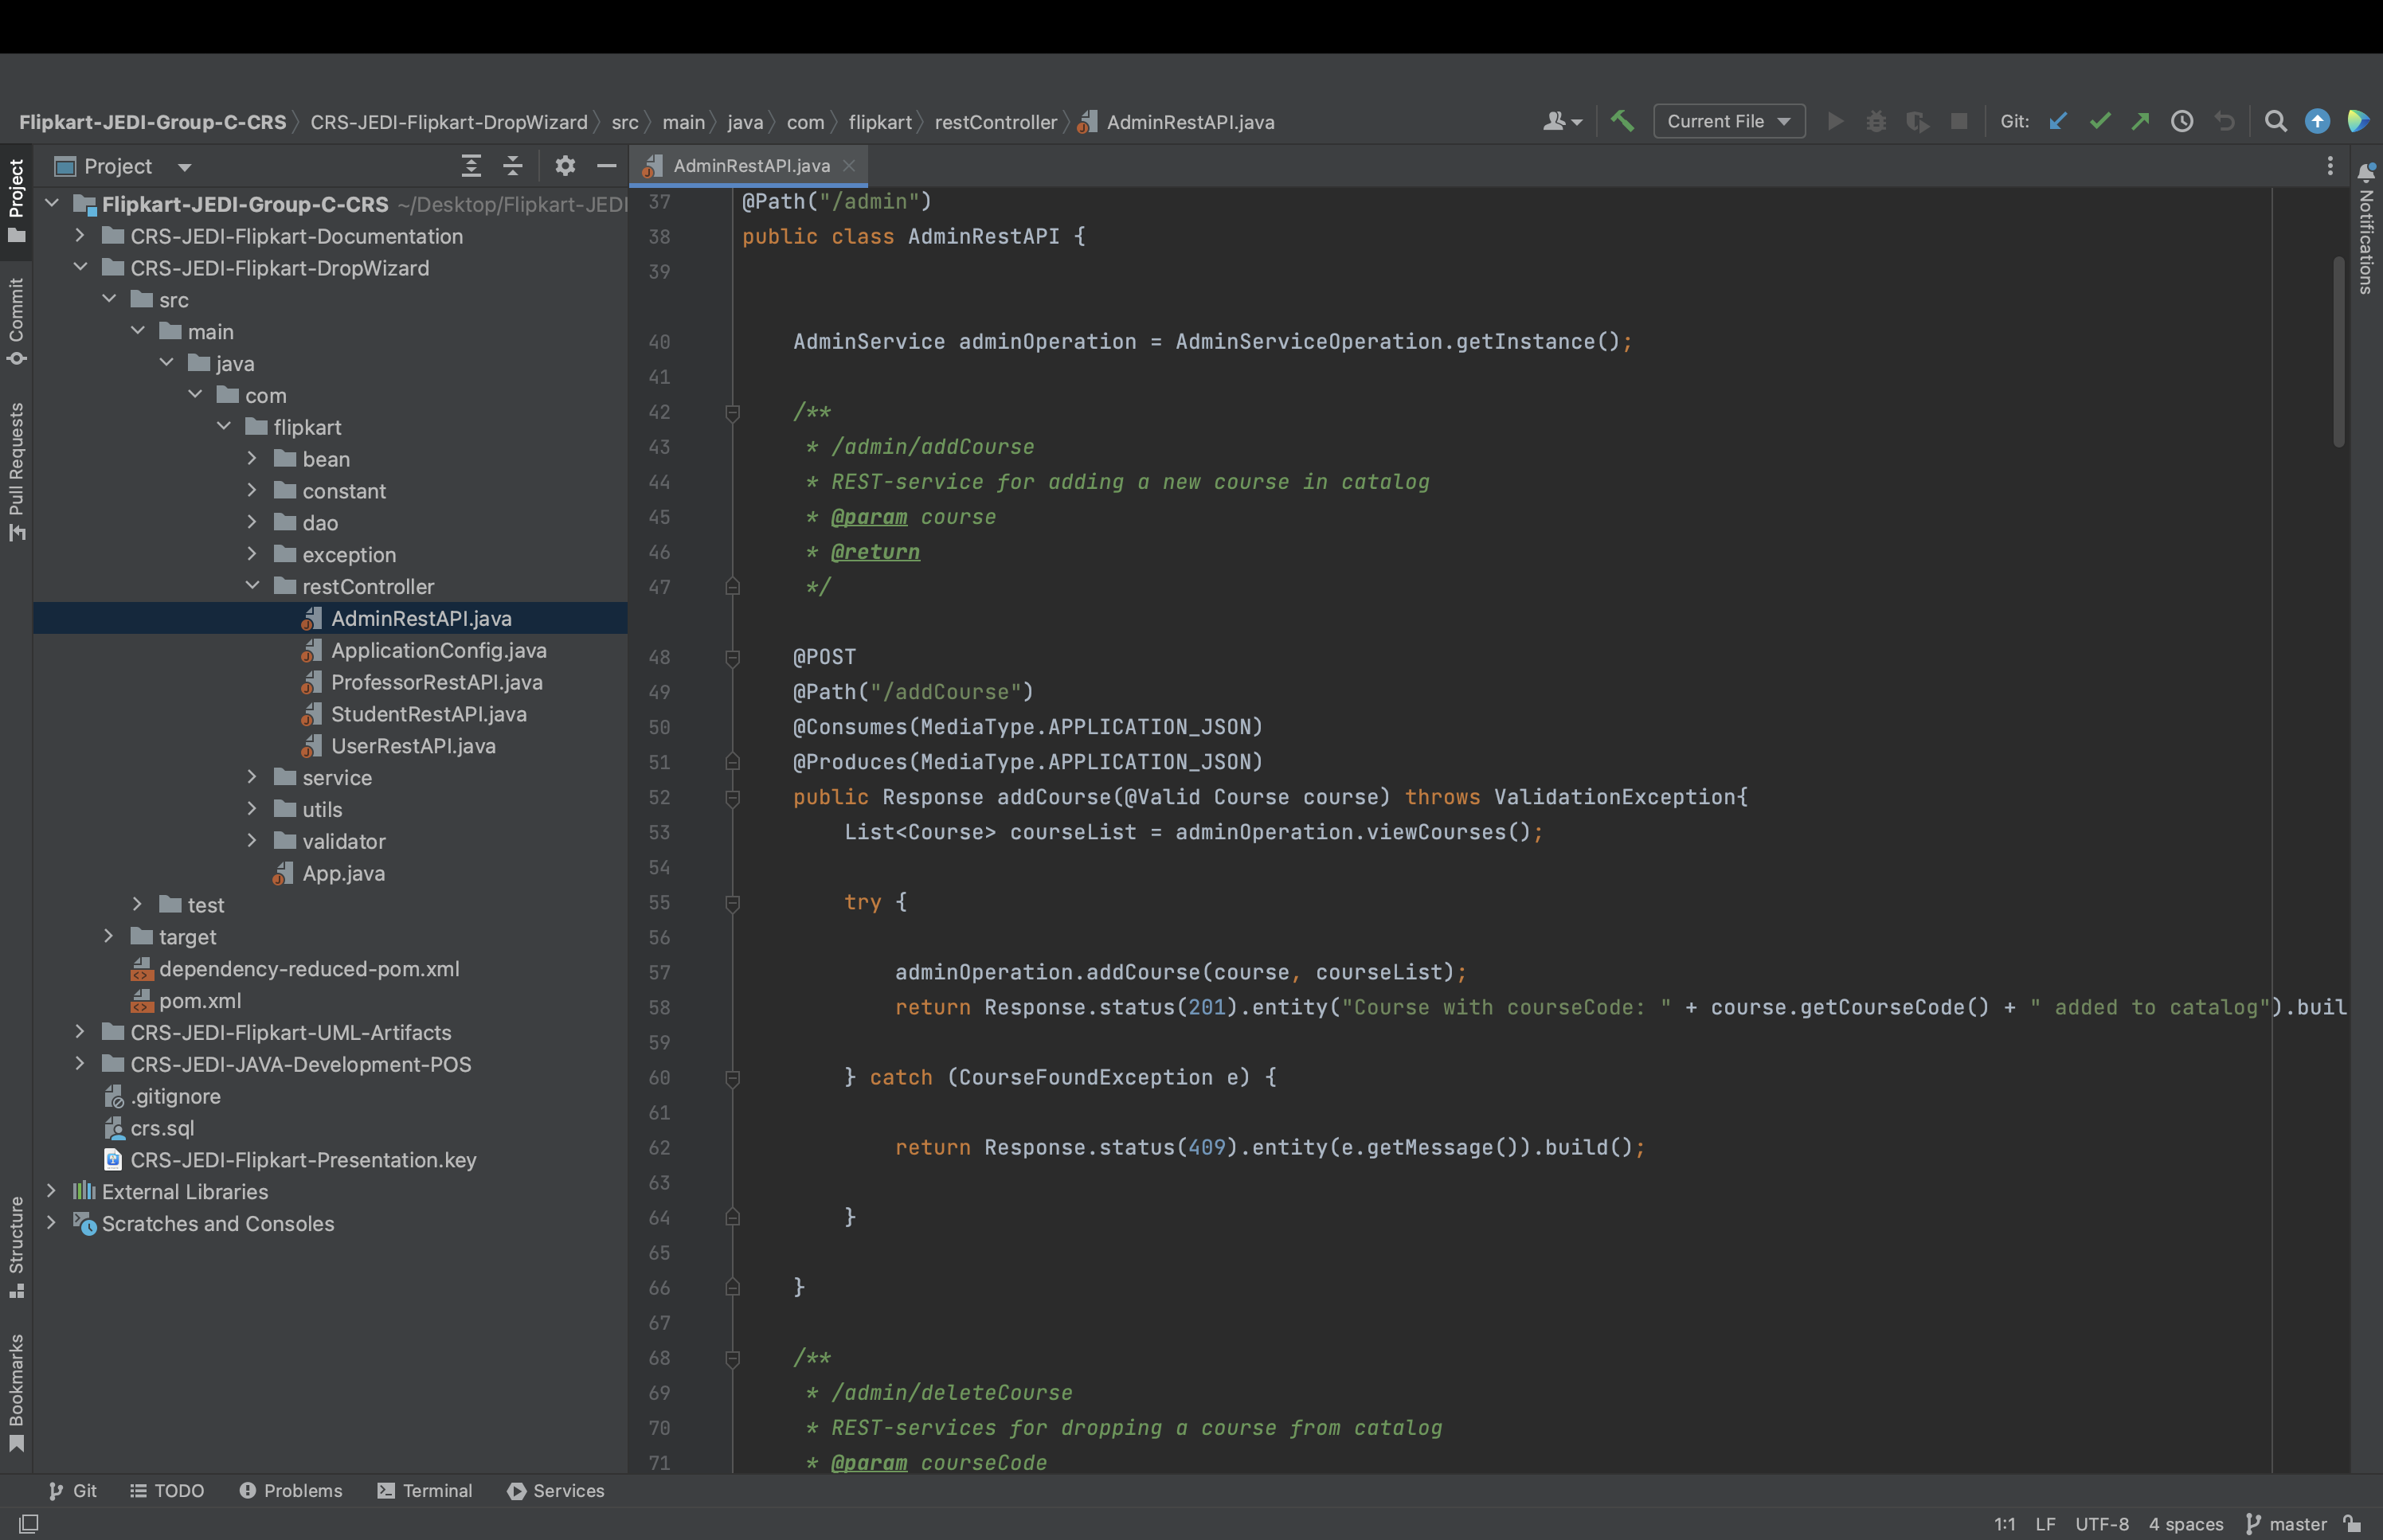 Flipkart-JEDI-Group-C-CRS CRS-JEDI-Flipkart-DropWizard src main java com flipkart restController AdminRestAPI.java
Current File
Git:
Project
Commit
Pull Requests
Structure
Bookmarks
Project
Flipkart-JEDI-Group-C-CRS ~/Desktop/Flipkart-JEDI
CRS-JEDI-Flipkart-Documentation
CRS-JEDI-Flipkart-DropWizard
src
main
java
com
flipkart
bean
constant
dao
exception
restController
AdminRestAPI.java
ApplicationConfig.java
ProfessorRestAPI.java
StudentRestAPI.java
UserRestAPI.java
service
utils
validator
App.java
test
target
dependency-reduced-pom.xml
pom.xml
CRS-JEDI-Flipkart-UML-Artifacts
CRS-JEDI-JAVA-Development-POS
.gitignore
crs.sql
CRS-JEDI-Flipkart-Presentation.key
External Libraries
Scratches and Consoles
AdminRestAPI.java
37 @Path("/admin")
38 public class AdminRestAPI {
39
40 AdminService adminOperation = AdminServiceOperation.getInstance();
41
42 /**
43 * /admin/addCourse
44 * REST-service for adding a new course in catalog
45 * @param course
46 * @return
47 */
48 @POST
49 @Path("/addCourse")
50 @Consumes(MediaType.APPLICATION_JSON)
51 @Produces(MediaType.APPLICATION_JSON)
52 public Response addCourse(@Valid Course course) throws ValidationException{
53 List<Course> courseList = adminOperation.viewCourses();
54
55 try {
56
57 adminOperation.addCourse(course, courseList);
58 return Response.status(201).entity("Course with courseCode: " + course.getCourseCode() + " added to catalog").buil
59
60 } catch (CourseFoundException e) {
61
62 return Response.status(409).entity(e.getMessage()).build();
63
64 }
65
66 }
67
68 /**
69 * /admin/deleteCourse
70 * REST-services for dropping a course from catalog
71 * @param courseCode
Notifications
Git TODO Problems Terminal Services
1:1 LF UTF-8 4 spaces master